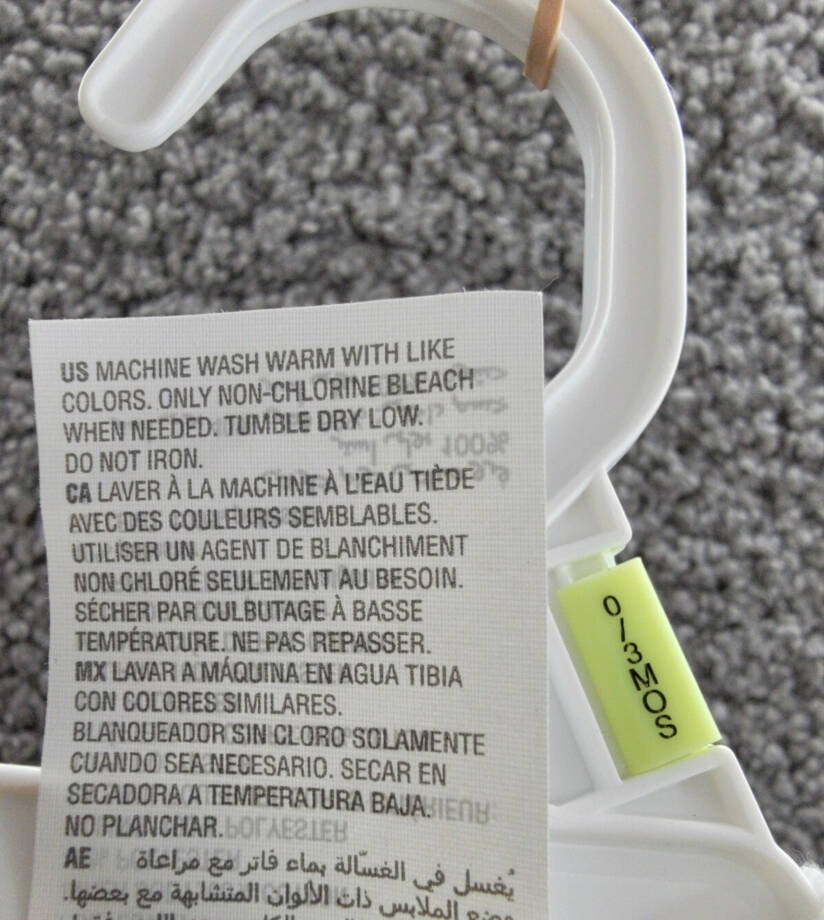 US MACHINE WASH WARM WITH LIKE
COLORS. ONLY NON-CHLORINE BLEACH
WHEN NEEDED. TUMBLE DRY LOW.
DO NOT IRON.
CA LAVER À LA MACHINE À L'EAU TIÈDE
AVEC DES COULEURS SEMBLABLES.
UTILISER UN AGENT DE BLANCHIMENT
NON CHLORÉ SEULEMENT AU BESOIN.
SÉCHER PAR CULBUTAGE À BASSE
TEMPÉRATURE. NE PAS REPASSER.
MX LAVAR A MÁQUINA EN AGUA TIBIA
CON COLORES SIMILARES.
BLANQUEADOR SIN CLORO SOLAMENTE
CUANDO SEA NECESARIO. SECAR EN
SECADORA A TEMPERATURA BAJA.
NO PLANCHAR.
AE يُغسل في الغسّالة بماء فاتر مع مراعاة
وضع الملابس ذات الألوان المتشابهة مع بعضها.
0/3MOS